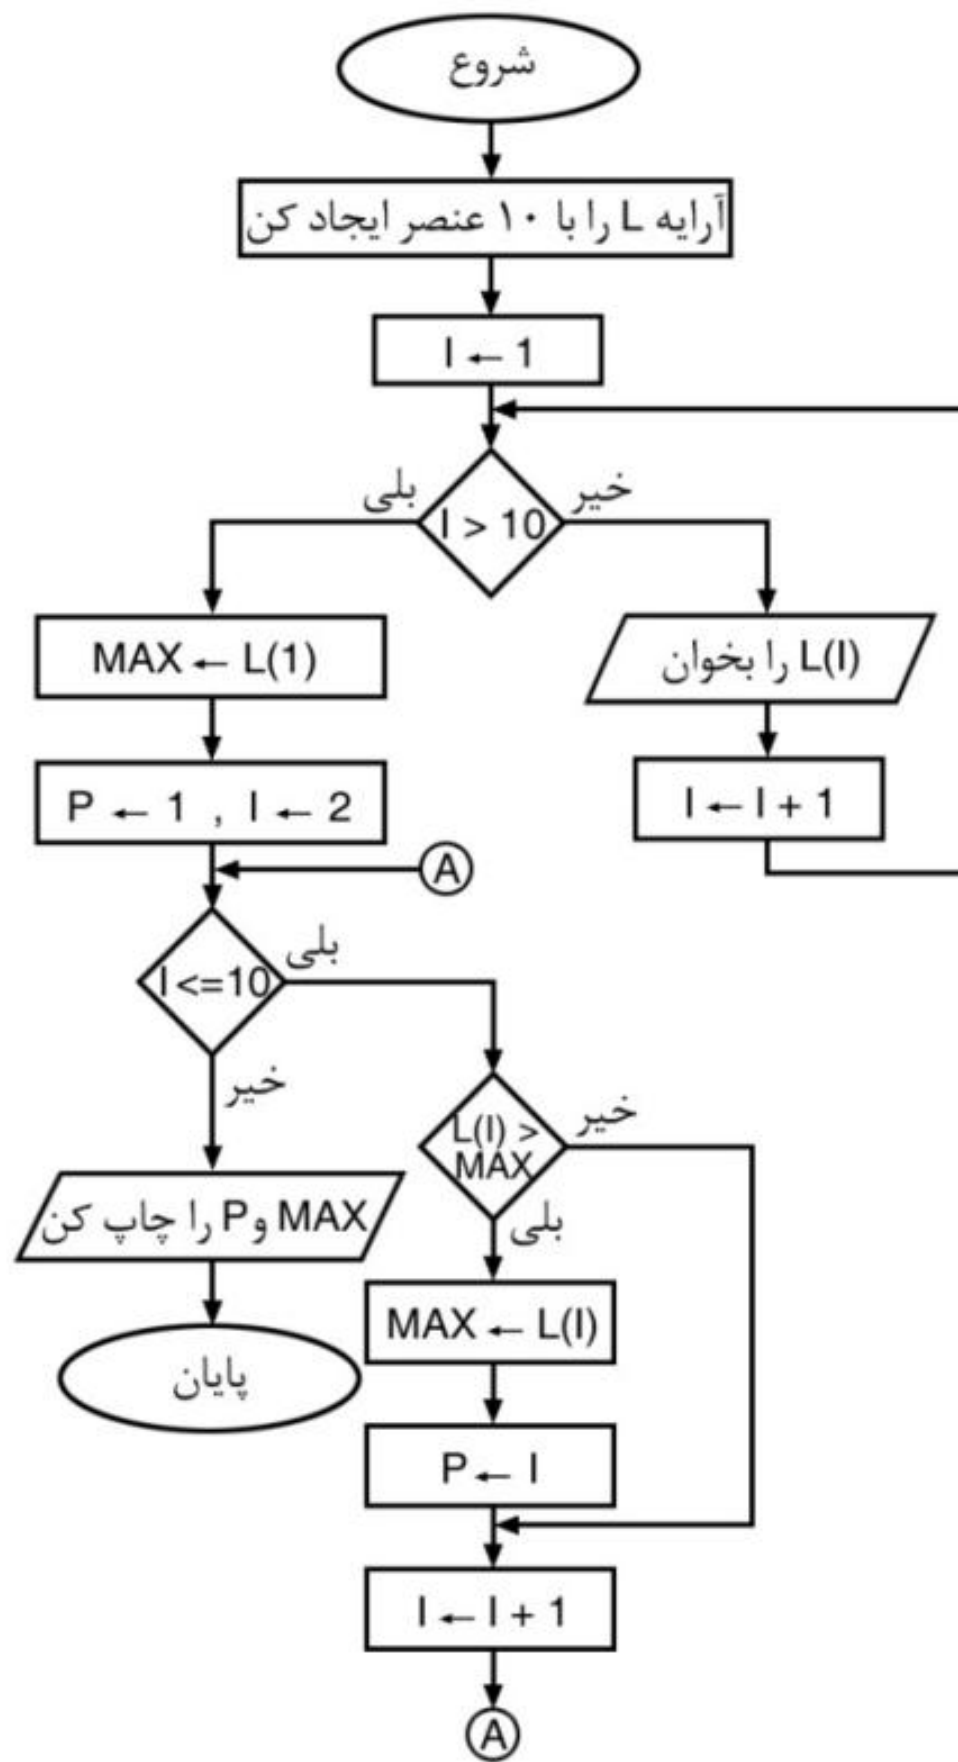 شروع
آرایه L را با ۱۰ عنصر ایجاد کن
I ← 1
I > 10
بلی
خیر
MAX ← L(1)
L(I) را بخوان
P ← 1 , I ← 2
I ← I + 1
A
I <=10
بلی
خیر
L(I) >
MAX
خیر
بلی
MAX و P را چاپ کن
MAX ← L(I)
پایان
P ← I
I ← I + 1
A